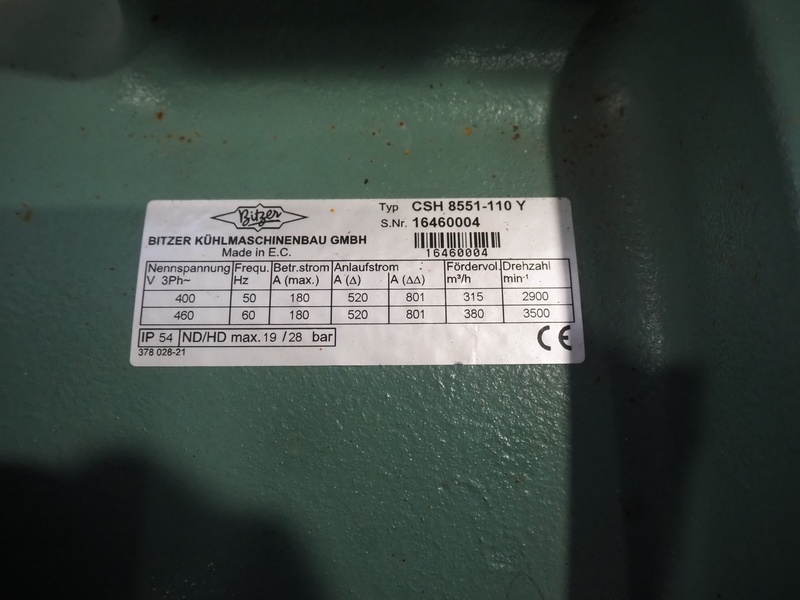 Bitzer
Typ CSH 8551-110 Y
S.Nr. 16460004
BITZER KÜHLMASCHINENBAU GMBH
Made in E.C.
16460004
Nennspannung Frequ. Betr.strom Anlaufstrom Fördervol. Drehzahl
V 3Ph~ Hz A (max.) A (Δ) A (ΔΔ) m³/h min-¹
400 50 180 520 801 315 2900
460 60 180 520 801 380 3500
IP 54 ND/HD max. 19 / 28 bar
CE
378 028-21